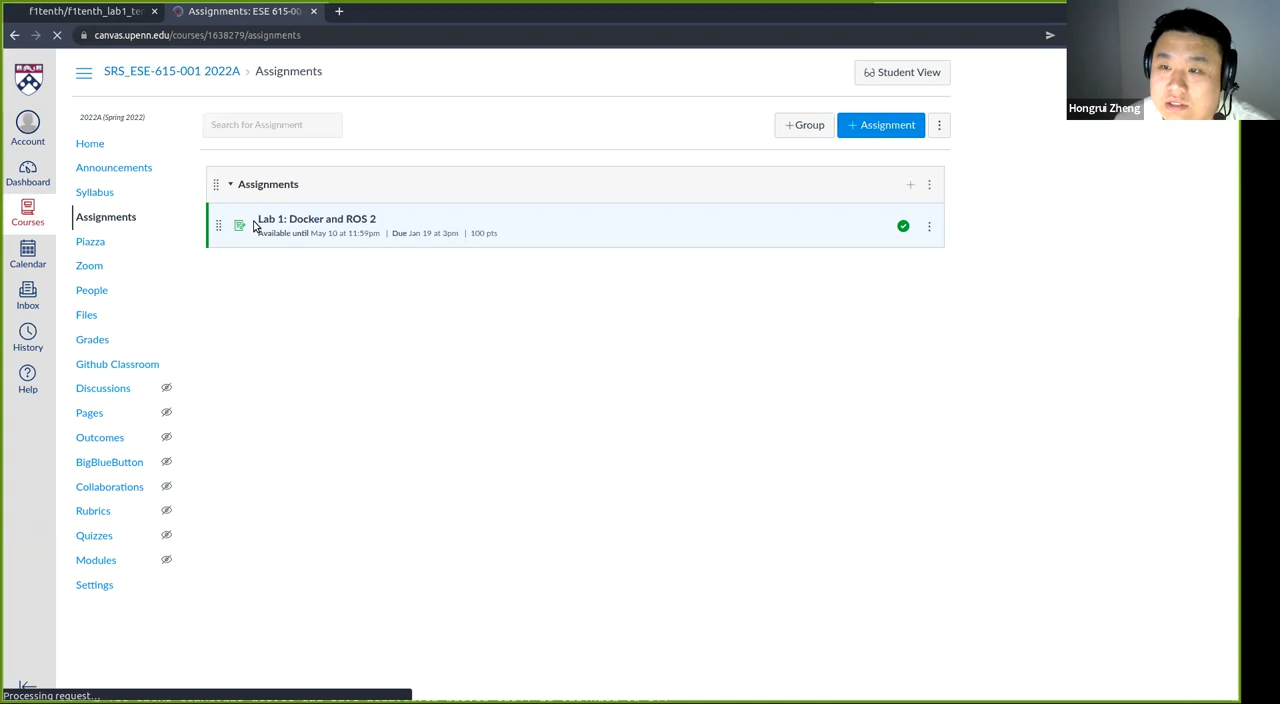 f1tenth/f1tenth_lab1_te
Assignments: ESE 615-00
canvas.upenn.edu/courses/1638279/assignments
Hongrui Zheng
SRS_ESE-615-001 2022A > Assignments
Student View
2022A (Spring 2022)
Search for Assignment
+Group
+ Assignment
Account
Dashboard
Courses
Calendar
Inbox
History
Help
Home
Announcements
Syllabus
Assignments
Piazza
Zoom
People
Files
Grades
Github Classroom
Discussions
Pages
Outcomes
BigBlueButton
Collaborations
Rubrics
Quizzes
Modules
Settings
Assignments
Lab 1: Docker and ROS 2
Available until May 10 at 11:59pm | Due Jan 19 at 3pm | 100 pts
Processing request...